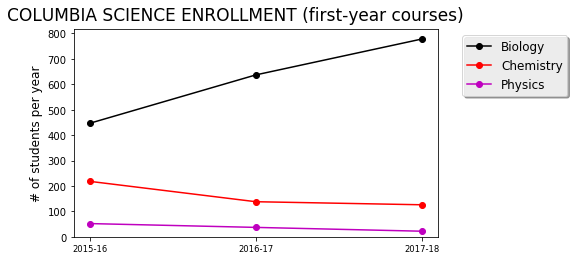 COLUMBIA SCIENCE ENROLLMENT (first-year courses)
# of students per year
800
700
600
500
400
300
200
100
0
2015-16
2016-17
2017-18
Biology
Chemistry
Physics